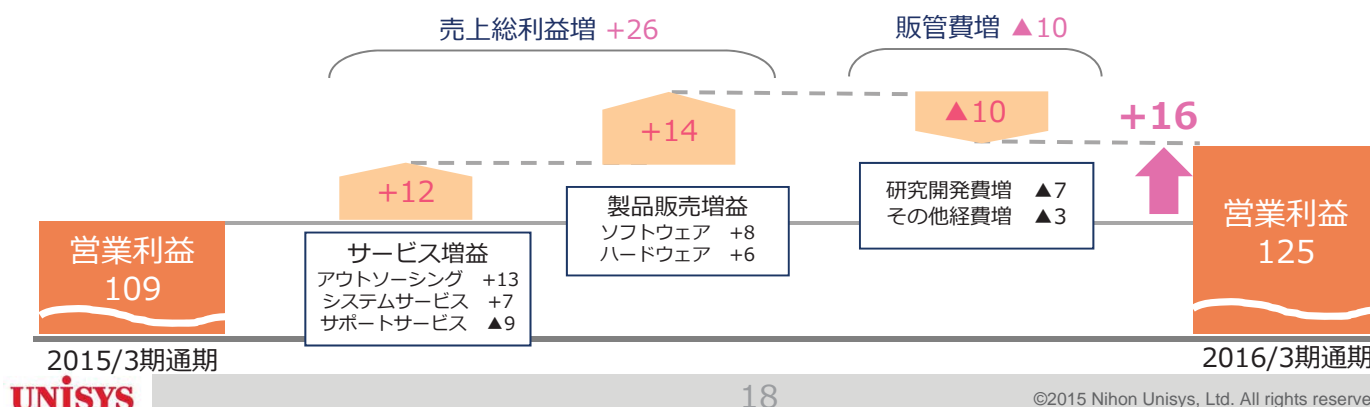 売上総利益増 +26
販管費増 ▲10
+12
+14
▲10
+16
サービス増益
アウトソーシング +13
システムサービス +7
サポートサービス ▲9
製品販売増益
ソフトウェア +8
ハードウェア +6
研究開発費増 ▲7
その他経費増 ▲3
営業利益
109
営業利益
125
2015/3期通期
2016/3期通期
UNISYS
18
©2015 Nihon Unisys, Ltd. All rights reserve